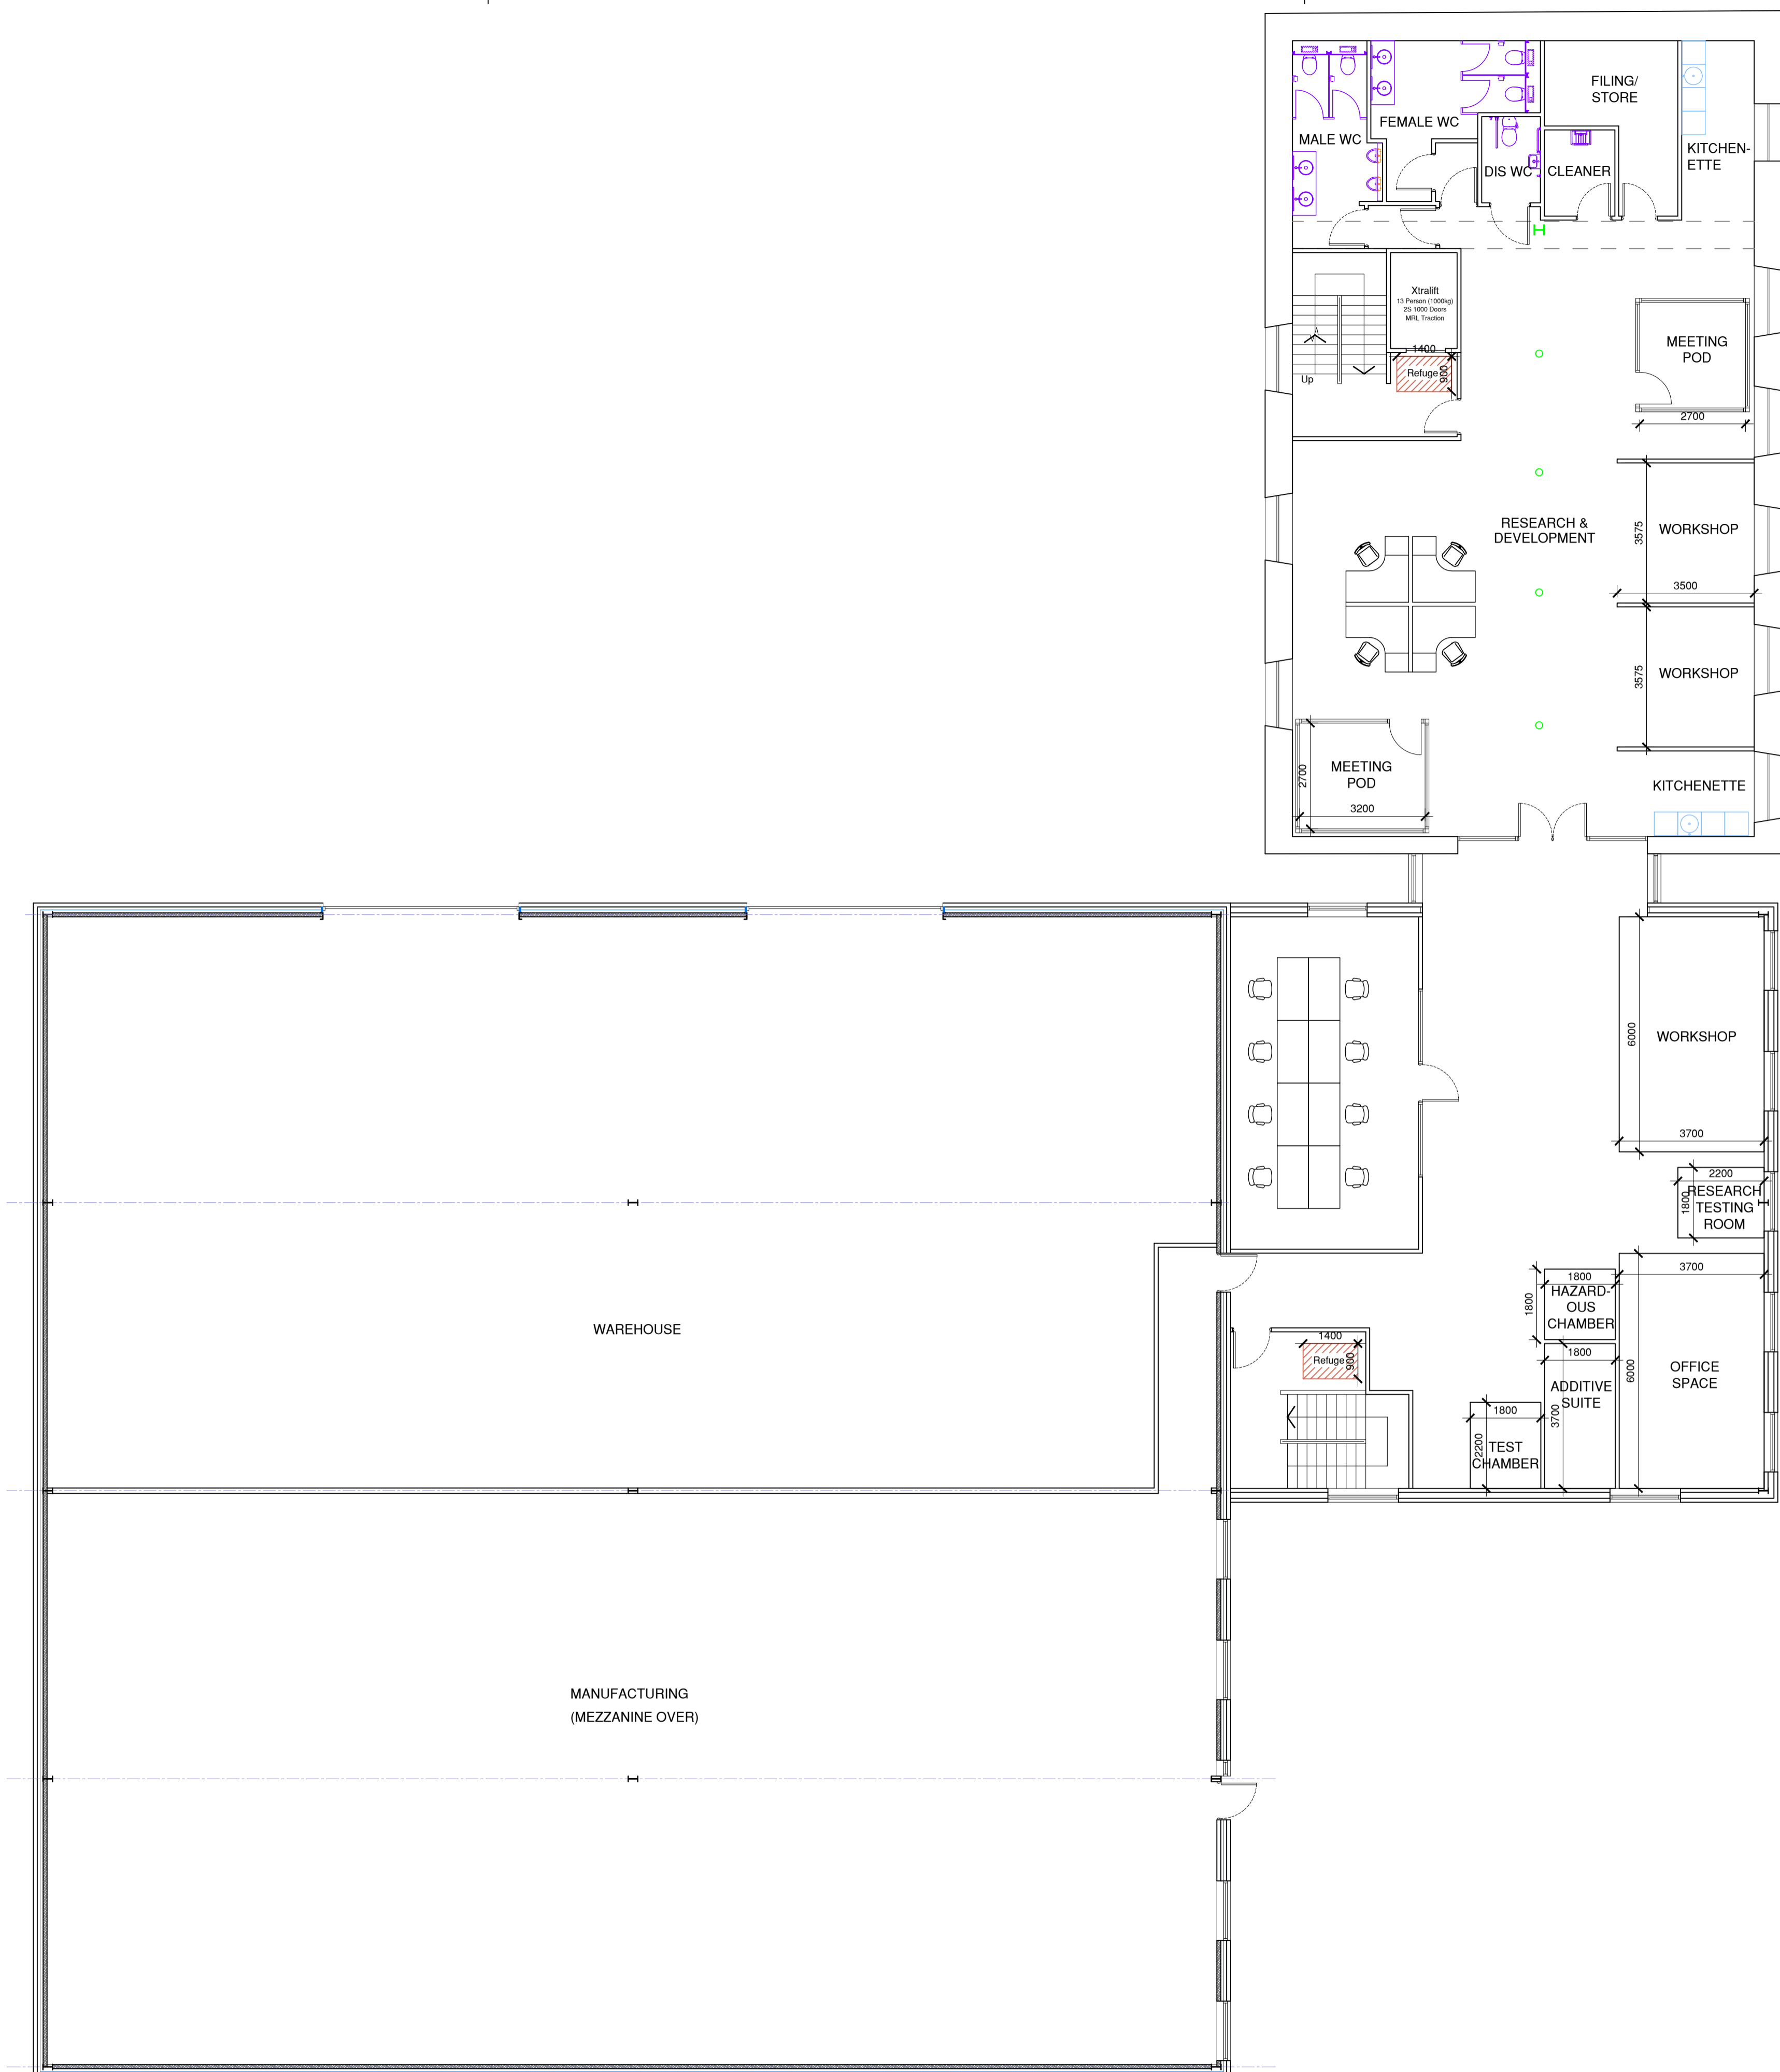 FILING/
STORE
FEMALE WC
MALE WC
KITCHEN-
ETTE
DIS WC
CLEANER
Xtralift
13 Person (1000kg)
2S 1000 Doors
MRL Traction
1400
Refuge
900
Up
MEETING
POD
2700
RESEARCH &
DEVELOPMENT
3575
WORKSHOP
3500
3575
WORKSHOP
MEETING
POD
2700
3200
KITCHENETTE
6000
WORKSHOP
3700
2200
1800
RESEARCH
TESTING
ROOM
3700
1800
1800
HAZARD-
OUS
CHAMBER
WAREHOUSE
1400
Refuge
900
1800
6000
OFFICE
SPACE
ADDITIVE
SUITE
3700
1800
2200
TEST
CHAMBER
MANUFACTURING
(MEZZANINE OVER)